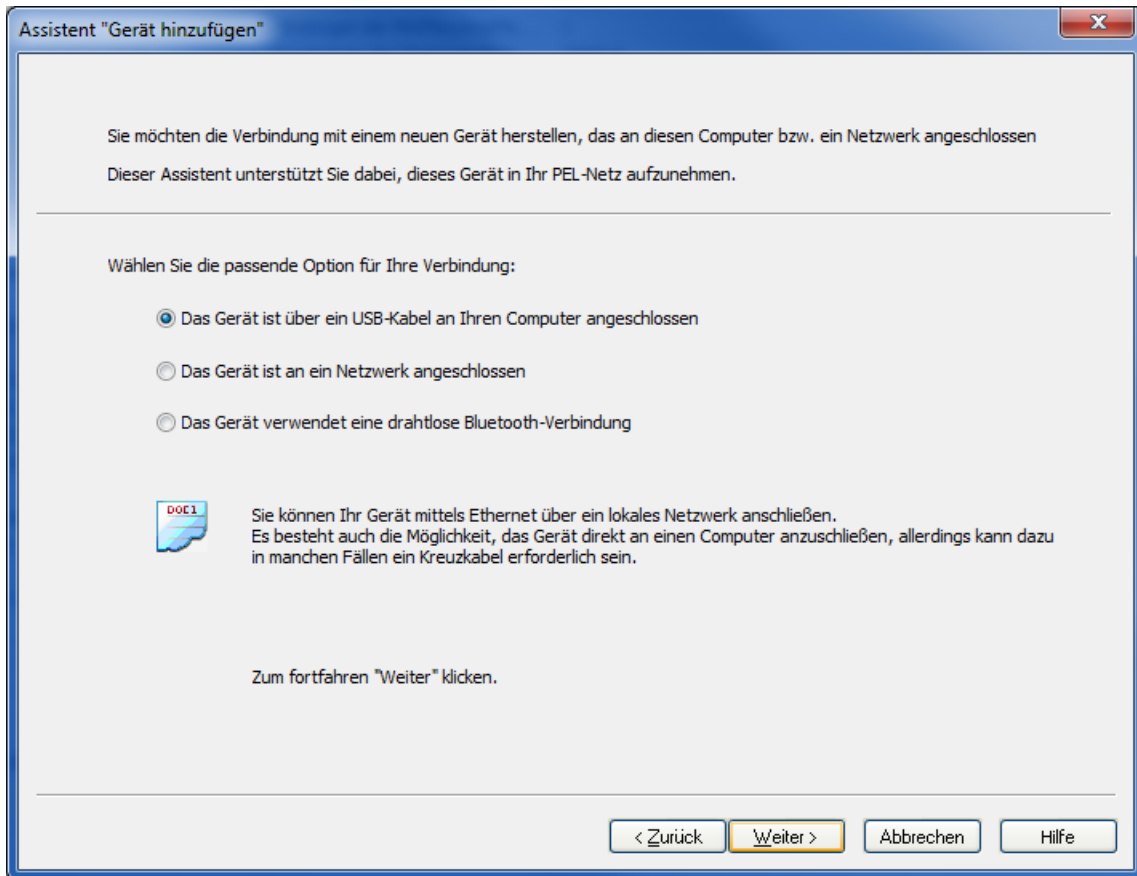 Assistent "Gerät hinzufügen"
Sie möchten die Verbindung mit einem neuen Gerät herstellen, das an diesen Computer bzw. ein Netzwerk angeschlossen
Dieser Assistent unterstützt Sie dabei, dieses Gerät in Ihr PEL-Netz aufzunehmen.
Wählen Sie die passende Option für Ihre Verbindung:
Das Gerät ist über ein USB-Kabel an Ihren Computer angeschlossen
Das Gerät ist an ein Netzwerk angeschlossen
Das Gerät verwendet eine drahtlose Bluetooth-Verbindung
DOC1
Sie können Ihr Gerät mittels Ethernet über ein lokales Netzwerk anschließen.
Es besteht auch die Möglichkeit, das Gerät direkt an einen Computer anzuschließen, allerdings kann dazu
in manchen Fällen ein Kreuzkabel erforderlich sein.
Zum fortfahren "Weiter" klicken.
< Zurück Weiter > Abbrechen Hilfe